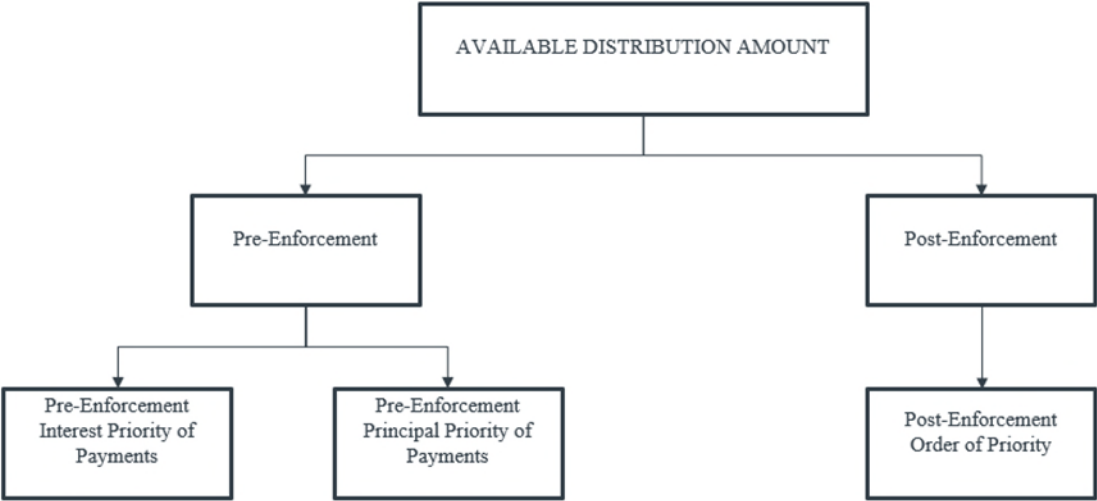 AVAILABLE DISTRIBUTION AMOUNT
Pre-Enforcement
Post-Enforcement
Pre-Enforcement
Interest Priority of
Payments
Pre-Enforcement
Principal Priority of
Payments
Post-Enforcement
Order of Priority